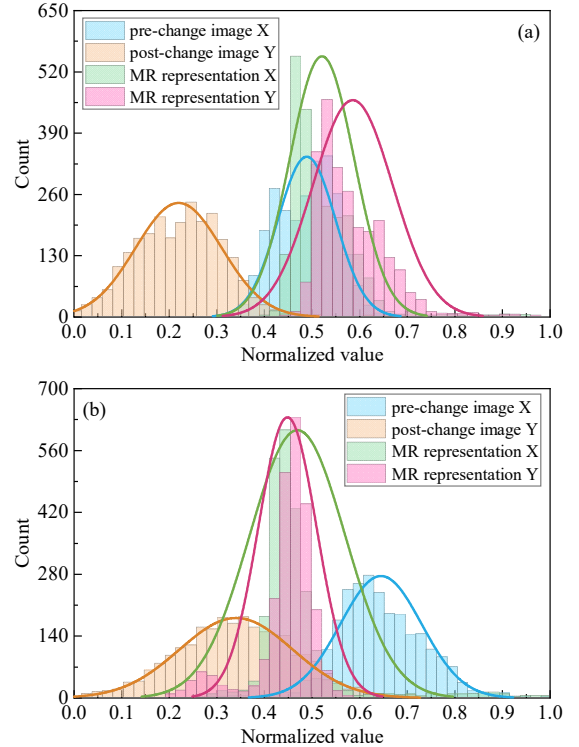 650
520
390
260
130
0
Count
pre-change image X
post-change image Y
MR representation X
MR representation Y
(a)
0.0 0.1 0.2 0.3 0.4 0.5 0.6 0.7 0.8 0.9 1.0
Normalized value
700
560
420
280
140
0
Count
(b)
pre-change image X
post-change image Y
MR representation X
MR representation Y
0.0 0.1 0.2 0.3 0.4 0.5 0.6 0.7 0.8 0.9 1.0
Normalized value